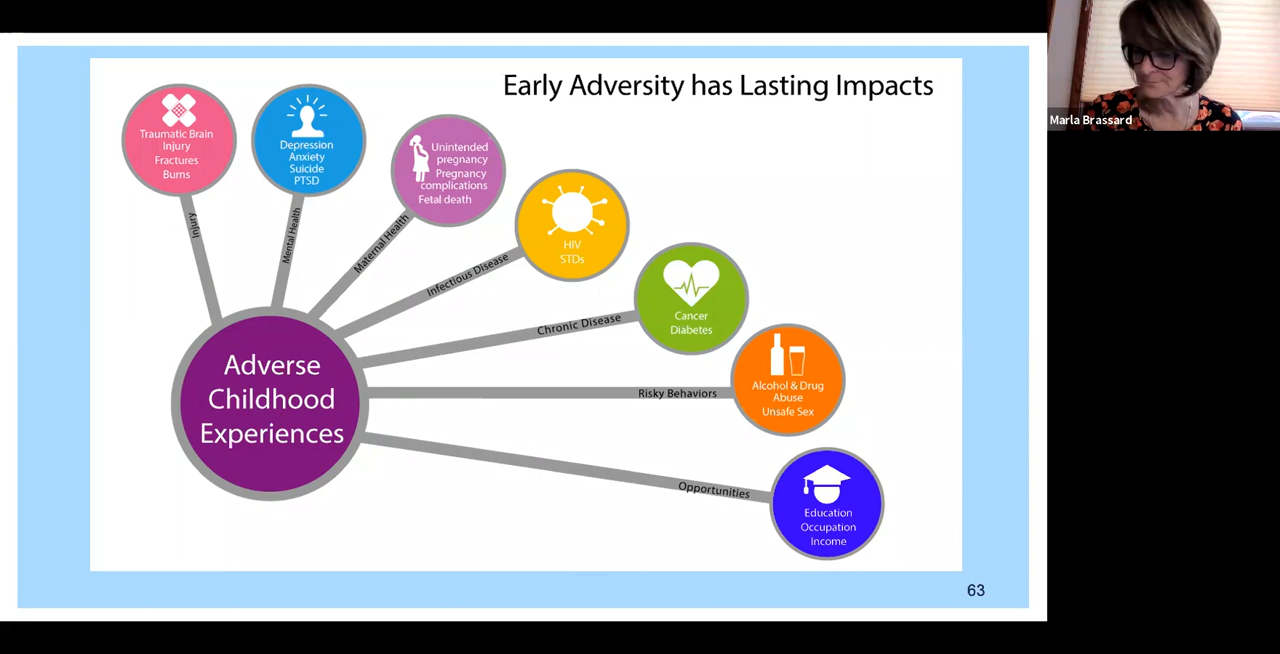 Early Adversity has Lasting Impacts
Traumatic Brain
Injury
Fractures
Burns
Injury
Depression
Anxiety
Suicide
PTSD
Mental Health
Unintended
pregnancy
Pregnancy
complications
Fetal death
Maternal Health
HIV
STDs
Infectious Disease
Cancer
Diabetes
Chronic Disease
Alcohol & Drug
Abuse
Unsafe Sex
Risky Behaviors
Education
Occupation
Income
Opportunities
Adverse
Childhood
Experiences
63
Marla Brassard